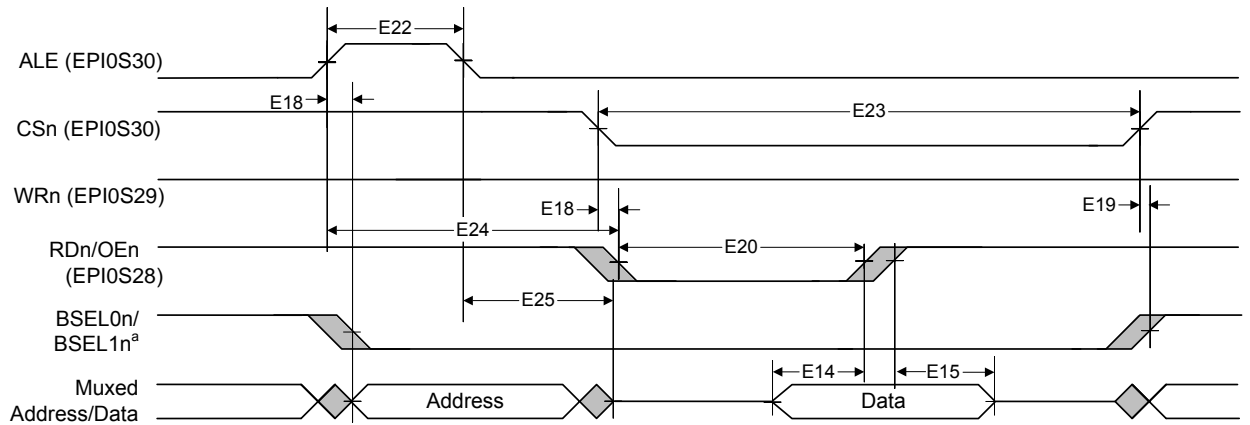 E22
ALE (EPI0S30)
E18
E23
CSn (EPI0S30)
WRn (EPI0S29)
E18
E19
E24
RDn/OEn
(EPI0S28)
E20
E25
BSEL0n/
BSEL1nª
E14
E15
Muxed
Address/Data
Address
Data